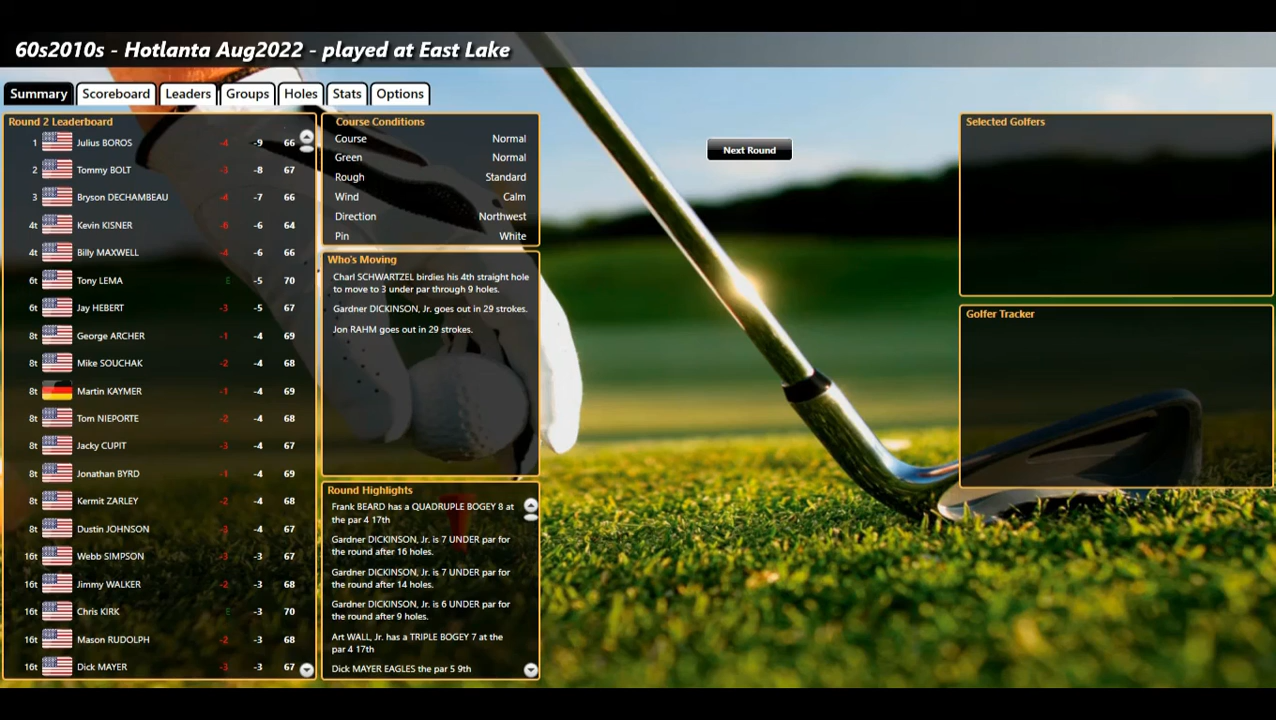 60s2010s - Hotlanta Aug2022 - played at East Lake
Summary Scoreboard Leaders Groups Holes Stats Options
Round 2 Leaderboard
1 Julius BOROS -4 -9 66
2 Tommy BOLT -3 -8 67
3 Bryson DECHAMBEAU -4 -7 66
4t Kevin KISNER -6 -6 64
4t Billy MAXWELL -4 -6 66
6t Tony LEMA E -5 70
6t Jay HEBERT -3 -5 67
8t George ARCHER -1 -4 69
8t Mike SOUCHAK -2 -4 68
8t Martin KAYMER -1 -4 69
8t Tom NIEPORTE -2 -4 68
8t Jacky CUPIT -3 -4 67
8t Jonathan BYRD -1 -4 69
8t Kermit ZARLEY -2 -4 68
8t Dustin JOHNSON -3 -4 67
16t Webb SIMPSON -3 -3 67
16t Jimmy WALKER -2 -3 68
16t Chris KIRK E -3 70
16t Mason RUDOLPH -2 -3 68
16t Dick MAYER -3 -3 67
Course Conditions
Course Normal
Green Normal
Rough Standard
Wind Calm
Direction Northwest
Pin White
Who's Moving
Charl SCHWARTZEL birdies his 4th straight hole
to move to 3 under par through 9 holes.
Gardner DICKINSON, Jr. goes out in 29 strokes.
Jon RAHM goes out in 29 strokes.
Round Highlights
Frank BEARD has a QUADRUPLE BOGEY 8 at
the par 4 17th
Gardner DICKINSON, Jr. is 7 UNDER par for
the round after 16 holes.
Gardner DICKINSON, Jr. is 7 UNDER par for
the round after 14 holes.
Gardner DICKINSON, Jr. is 6 UNDER par for
the round after 9 holes.
Art WALL, Jr. has a TRIPLE BOGEY 7 at the
par 4 17th
Dick MAYER EAGLES the par 5 9th
Next Round
Selected Golfers
Golfer Tracker